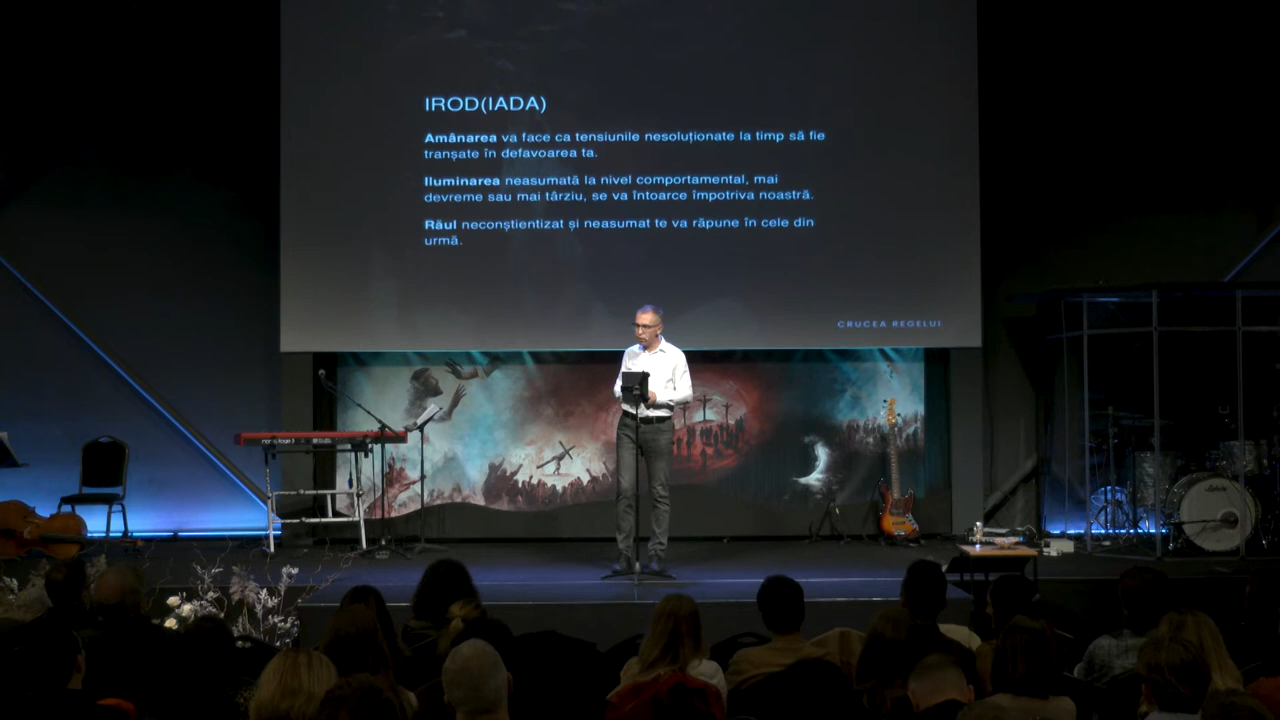 IROD(IADA)
Amânarea va face ca tensiunile nesoluționate la timp să fie
tranșate în defavoarea ta.
Iluminarea neasumată la nivel comportamental, mai
devreme sau mai târziu, se va întoarce împotriva noastră.
Răul neconștientizat și neasumat te va răpune în cele din
urmă.
CRUCEA REGELUI